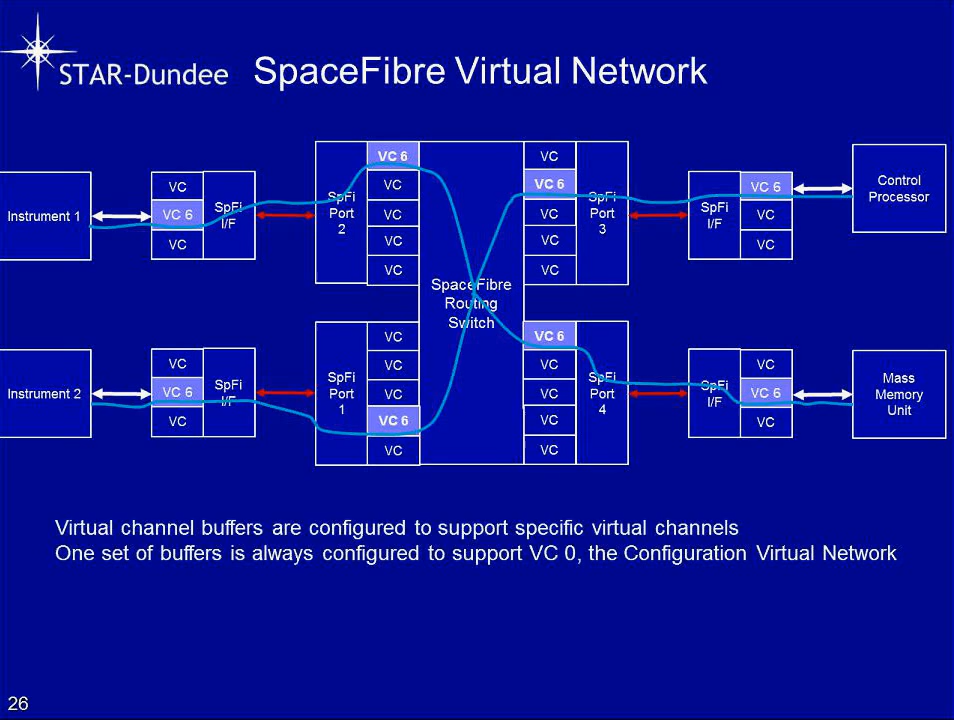 STAR-Dundee
SpaceFibre Virtual Network
Instrument 1
VC
VC 6
VC
SpFi
I/F
SpFi
Port
2
VC 6
VC
VC
VC
VC
SpaceFibre
Routing
Switch
VC
VC 6
VC
VC
VC
SpFi
Port
3
SpFi
I/F
VC 6
VC
VC
Control
Processor
Instrument 2
VC
VC 6
VC
SpFi
I/F
SpFi
Port
1
VC
VC
VC
VC 6
VC
VC 6
VC
VC
VC
VC
SpFi
Port
4
SpFi
I/F
VC
VC 6
VC
Mass
Memory
Unit
Virtual channel buffers are configured to support specific virtual channels
One set of buffers is always configured to support VC 0, the Configuration Virtual Network
26